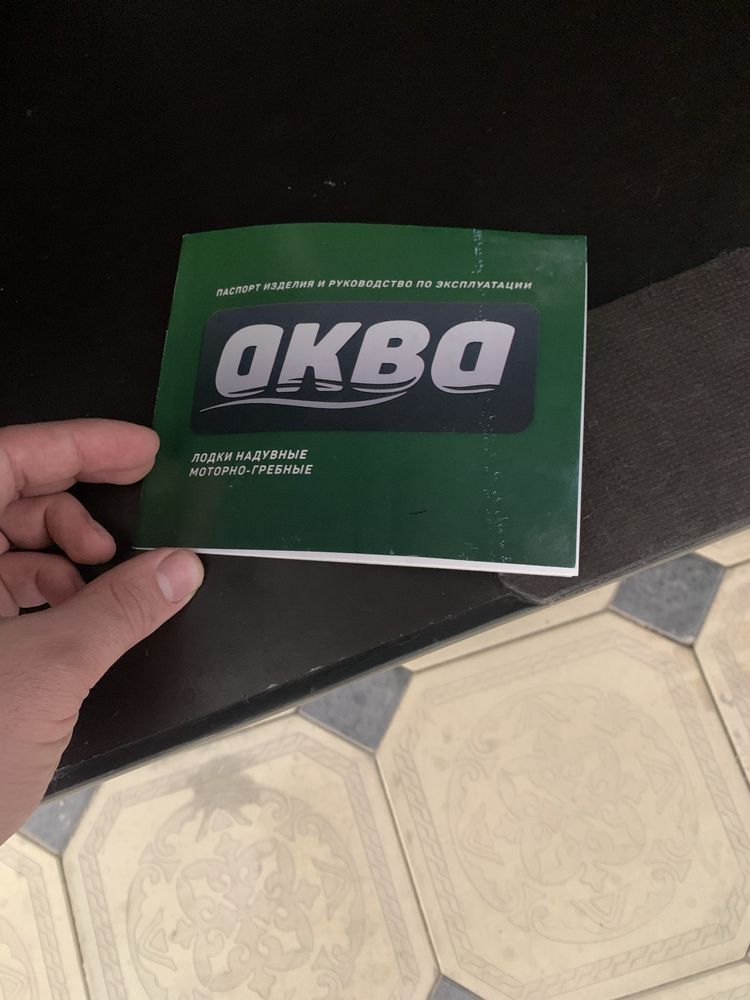 ПАСПОРТ ИЗДЕЛИЯ И РУКОВОДСТВО ПО ЭКСПЛУАТАЦИИ
АКВА
ЛОДКИ НАДУВНЫЕ
МОТОРНО-ГРЕБНЫЕ